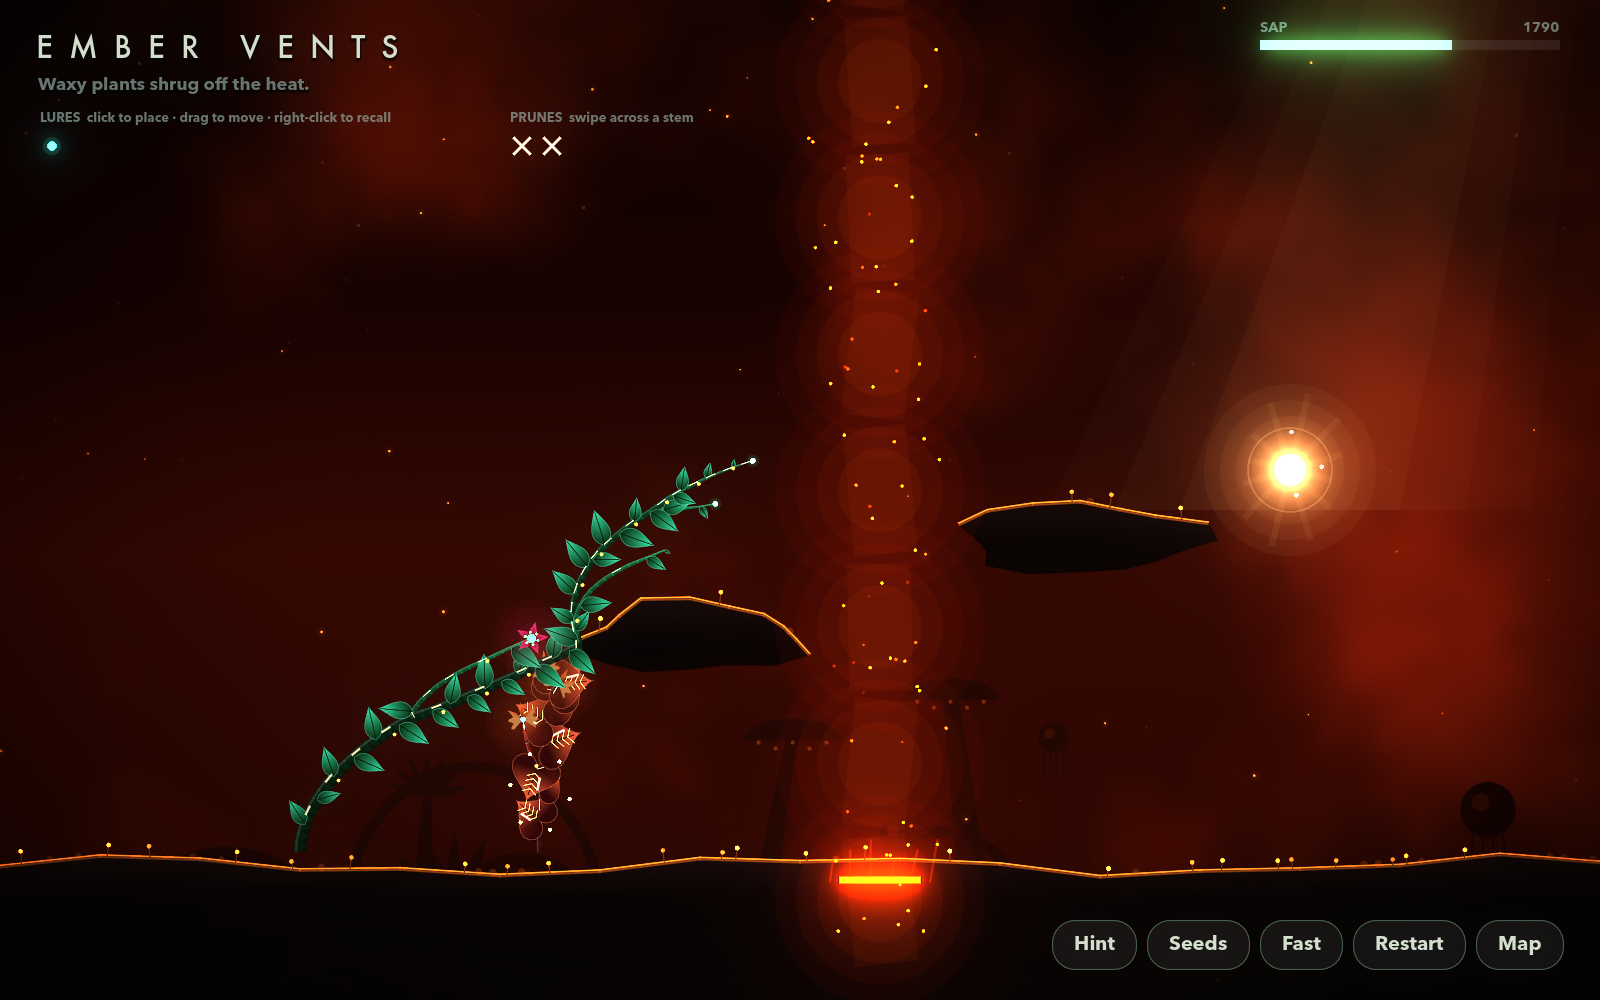 EMBER VENTS
SAP 1790
Waxy plants shrug off the heat.
LURES click to place · drag to move · right-click to recall
PRUNES swipe across a stem
Hint
Seeds
Fast
Restart
Map